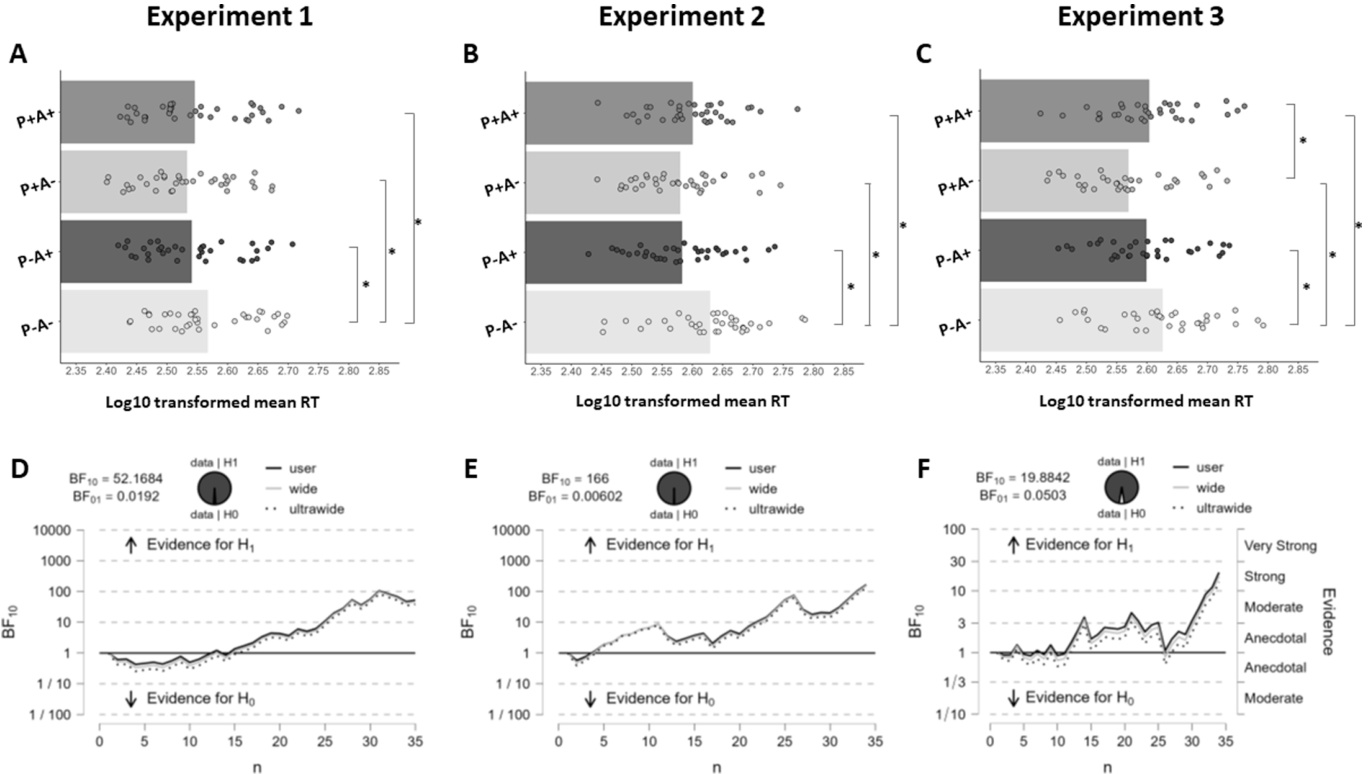 Experiment 1
Experiment 2
Experiment 3
A
B
C
P+A+
P+A-
P-A+
P-A-
*
*
*
2.35 2.40 2.45 2.50 2.55 2.60 2.65 2.70 2.75 2.80 2.85
Log10 transformed mean RT
P+A+
P+A-
P-A+
P-A-
*
*
*
2.35 2.40 2.45 2.50 2.55 2.60 2.65 2.70 2.75 2.80 2.85
Log10 transformed mean RT
P+A+
P+A-
P-A+
P-A-
*
*
*
*
2.35 2.40 2.45 2.50 2.55 2.60 2.65 2.70 2.75 2.80 2.85
Log10 transformed mean RT
D
BF10 = 52.1684
BF01 = 0.0192
data | H1
data | H0
user
wide
ultrawide
10000
1000
100
10
1
1 / 10
1 / 100
BF10
Evidence for H1
Evidence for H0
0 5 10 15 20 25 30 35
n
E
BF10 = 166
BF01 = 0.00602
data | H1
data | H0
user
wide
ultrawide
10000
1000
100
10
1
1 / 10
1 / 100
BF10
Evidence for H1
Evidence for H0
0 5 10 15 20 25 30 35
n
F
BF10 = 19.8842
BF01 = 0.0503
data | H1
data | H0
user
wide
ultrawide
100
30
10
3
1
1/3
1/10
BF10
Evidence for H1
Evidence for H0
Very Strong
Strong
Moderate
Anecdotal
Anecdotal
Moderate
Evidence
0 5 10 15 20 25 30 35
n